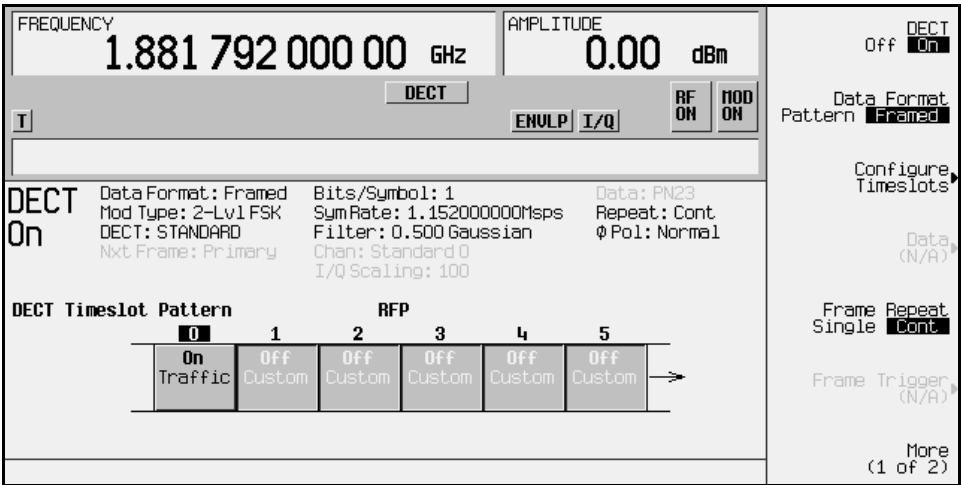 FREQUENCY
1.881 792 000 00 GHz
AMPLITUDE
0.00 dBm
DECT
RF ON
MOD ON
T
ENVLP I/Q
DECT On
Data Format: Framed
Mod Type: 2-Lvl FSK
DECT: STANDARD
Nxt Frame: Primary
Bits/Symbol: 1
Sym Rate: 1.152000000Msps
Filter: 0.500 Gaussian
Chan: Standard 0
I/Q Scaling: 100
Data: PN23
Repeat: Cont
ϕ Pol: Normal
DECT Timeslot Pattern RFP
0 1 2 3 4 5
On Off Off Off Off Off
Traffic Custom Custom Custom Custom Custom
DECT
Off On
Data Format
Pattern Framed
Configure
Timeslots
Data
(N/A)
Frame Repeat
Single Cont
Frame Trigger
(N/A)
More
(1 of 2)